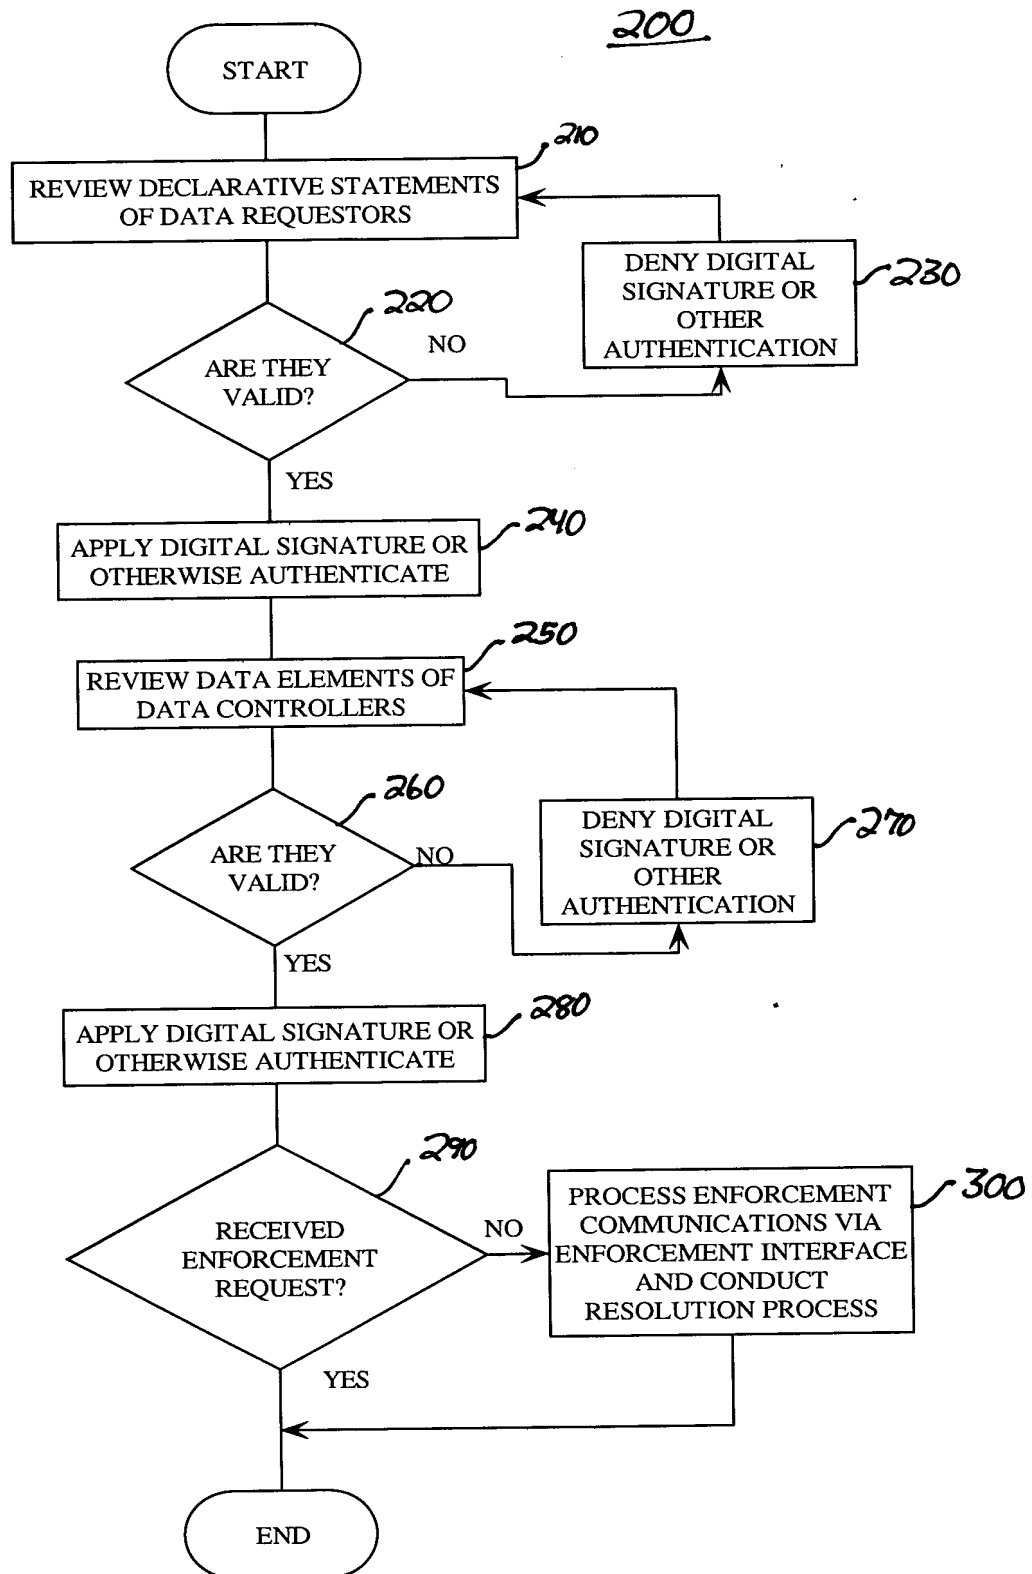 200
START
210
REVIEW DECLARATIVE STATEMENTS
OF DATA REQUESTORS
DENY DIGITAL
SIGNATURE OR
OTHER
AUTHENTICATION
230
220
ARE THEY
VALID?
NO
YES
240
APPLY DIGITAL SIGNATURE OR
OTHERWISE AUTHENTICATE
250
REVIEW DATA ELEMENTS OF
DATA CONTROLLERS
260
ARE THEY
VALID?
NO
DENY DIGITAL
SIGNATURE OR
OTHER
AUTHENTICATION
270
YES
280
APPLY DIGITAL SIGNATURE OR
OTHERWISE AUTHENTICATE
290
RECEIVED
ENFORCEMENT
REQUEST?
NO
PROCESS ENFORCEMENT
COMMUNICATIONS VIA
ENFORCEMENT INTERFACE
AND CONDUCT
RESOLUTION PROCESS
300
YES
END